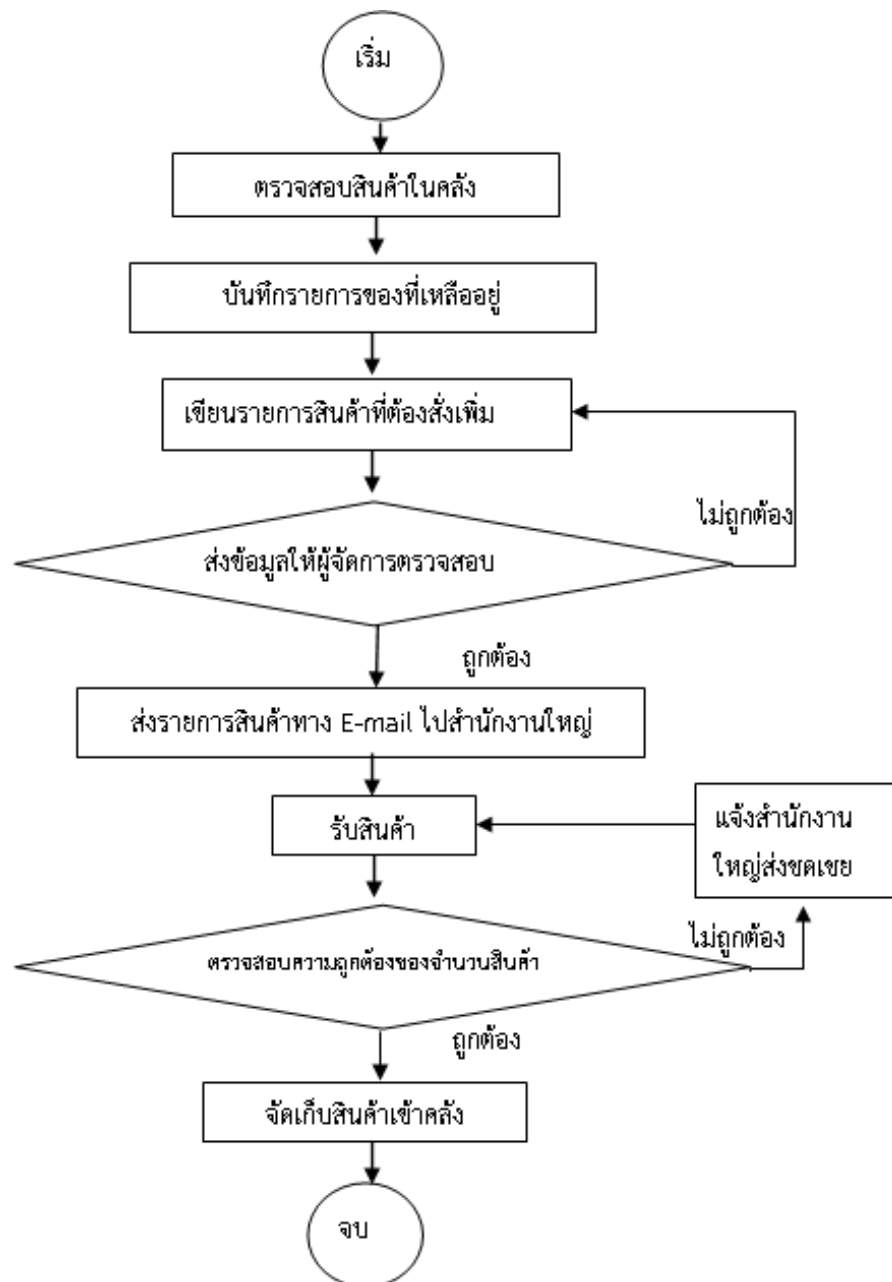 เริ่ม
ตรวจสอบสินค้าในคลัง
บันทึกรายการของที่เหลืออยู่
เขียนรายการสินค้าที่ต้องสั่งเพิ่ม
ไม่ถูกต้อง
ส่งข้อมูลให้ผู้จัดการตรวจสอบ
ถูกต้อง
ส่งรายการสินค้าทาง E-mail ไปสำนักงานใหญ่
รับสินค้า
แจ้งสำนักงาน
ใหญ่ส่งชดเชย
ไม่ถูกต้อง
ตรวจสอบความถูกต้องของจำนวนสินค้า
ถูกต้อง
จัดเก็บสินค้าเข้าคลัง
จบ